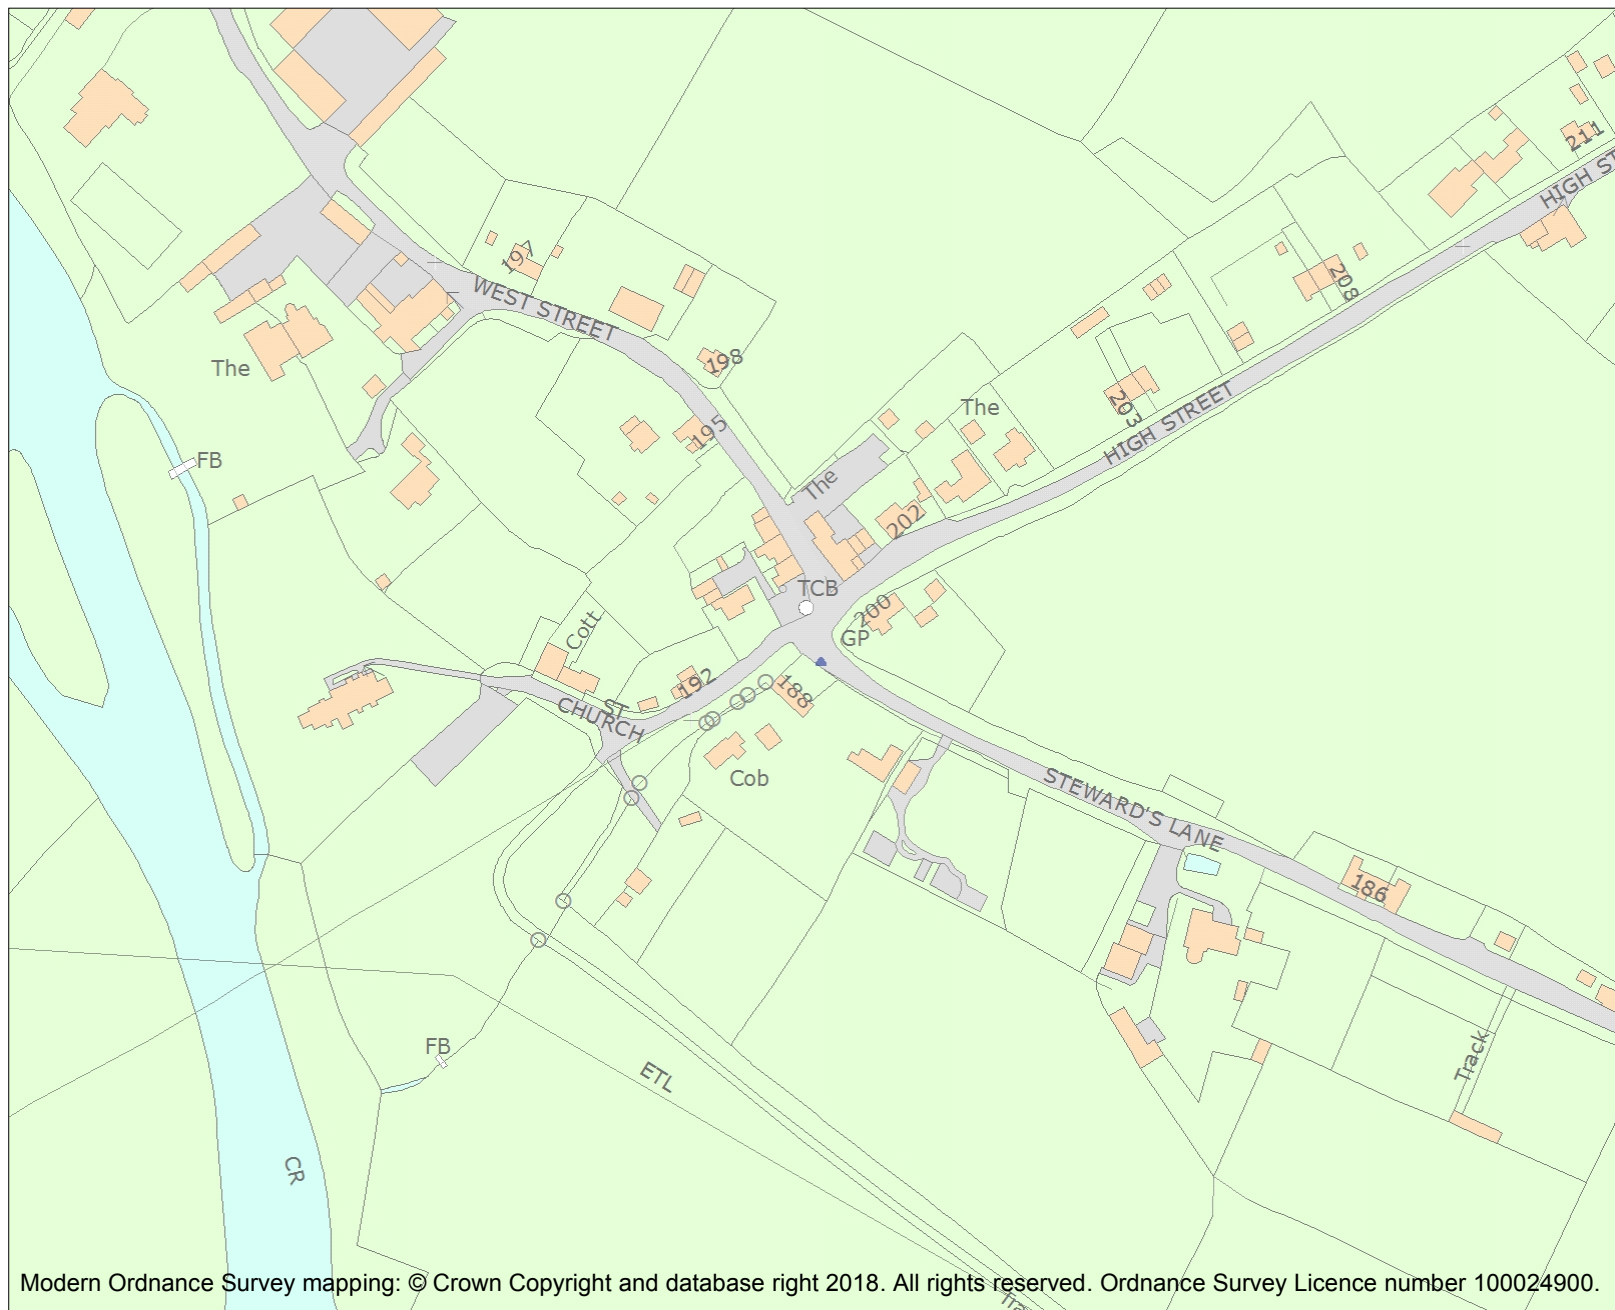 211
HIGH ST
197
208
WEST STREET
198
The
203
The
195
HIGH STREET
FB
The
202
TCB
200
Cott
GP
192
188
ST
CHURCH
Cob
STEWARD'S LANE
186
FB
ETL
Track
CR
Modern Ordnance Survey mapping: © Crown Copyright and database right 2018. All rights reserved. Ordnance Survey Licence number 100024900.